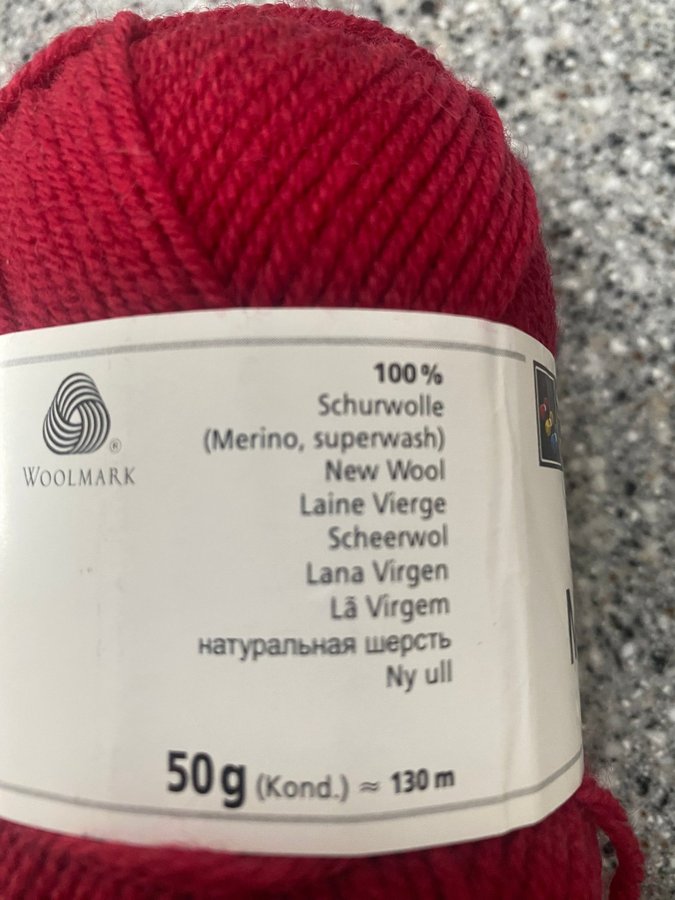 100%
Schurwolle
(Merino, superwash)
New Wool
Laine Vierge
Scheerwol
Lana Virgen
Lã Virgem
натуральная шерсть
Ny ull
® 
WOOLMARK
50g (Kond.) ≈ 130 m